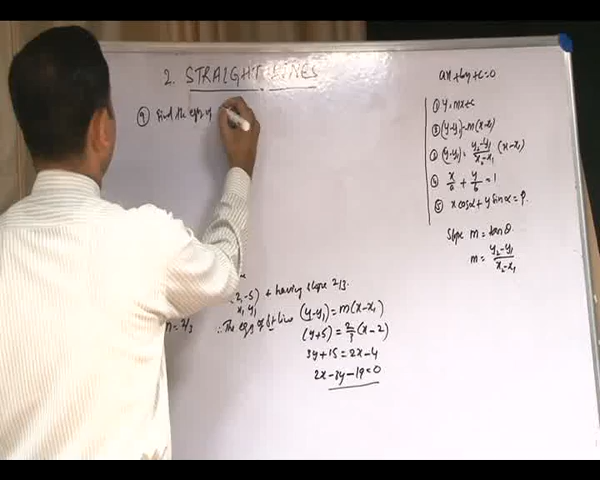 2. STRAIGHT LINES
9 Find the eqn of
2,-5) + having slope 2/3.
x, y,
m = 2/3
∴ The eqn of St line (y-y₁) = m(x-x₁)
(y+5) = 2/3 (x-2)
3y+15 = 2x-4
2x-3y-19=0
ax+by+c=0
① y=mx+c
② (y-y₁)=m(x-x₁)
③ (y-y₁) = y₂-y₁/x₂-x₁ (x-x₁)
④ x/a + y/b = 1
⑤ x cosα + y sinα = P.
Slope m = tanθ
m = y₂-y₁/x₂-x₁